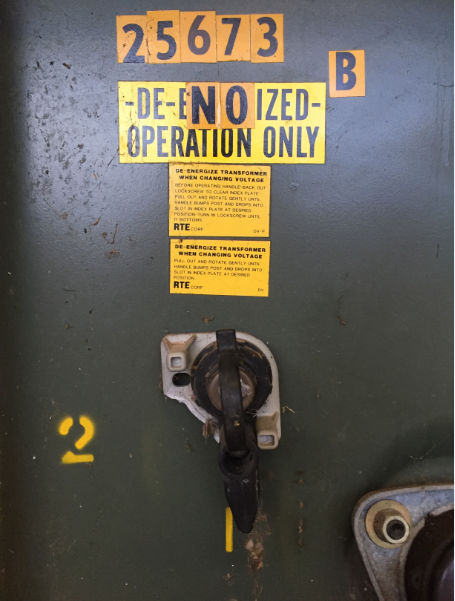 25673
B
-DE-E NO IZED-
OPERATION ONLY
DE-ENERGIZE TRANSFORMER
WHEN CHANGING VOLTAGE
BEFORE OPERATING HANDLE-BACK OUT
LOCKSCREW TO CLEAR INDEX PLATE-
PULL OUT AND ROTATE GENTLY UNTIL
HANDLE BUMPS POST AND DROPS INTO
SLOT IN INDEX PLATE AT DESIRED
POSITION-TURN IN LOCKSCREW UNTIL
IT BOTTOMS
RTE CORP.
DE-ENERGIZE TRANSFORMER
WHEN CHANGING VOLTAGE
PULL OUT AND ROTATE GENTLY UNTIL
HANDLE BUMPS POST AND DROPS INTO
SLOT IN INDEX PLATE AT DESIRED
POSITION
RTE CORP.
2
1